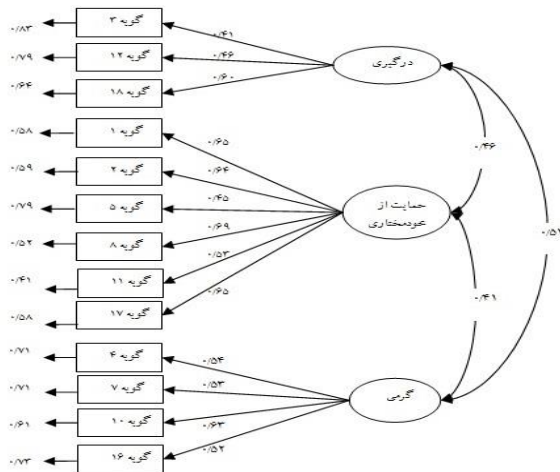 ۰/۸۳ گویه ۳ ۰/۴۱
۰/۷۹ گویه ۱۲ ۰/۴۶ درگیری
۰/۶۴ گویه ۱۸ ۰/۶۰
۰/۵۸ گویه ۱ ۰/۶۵ ۰/۴۶
۰/۵۹ گویه ۲ ۰/۶۴
۰/۷۹ گویه ۵ ۰/۴۵ حمایت از
خودمختاری
۰/۵۲ گویه ۸ ۰/۶۹
۰/۴۱ گویه ۱۱ ۰/۵۳
۰/۵۸ گویه ۱۷ ۰/۶۵ ۰/۴۱
۰/۷۱ گویه ۴ ۰/۵۴
۰/۷۱ گویه ۷ ۰/۵۳ گرمی
۰/۶۱ گویه ۱۰ ۰/۶۳
۰/۷۳ گویه ۱۶ ۰/۵۲